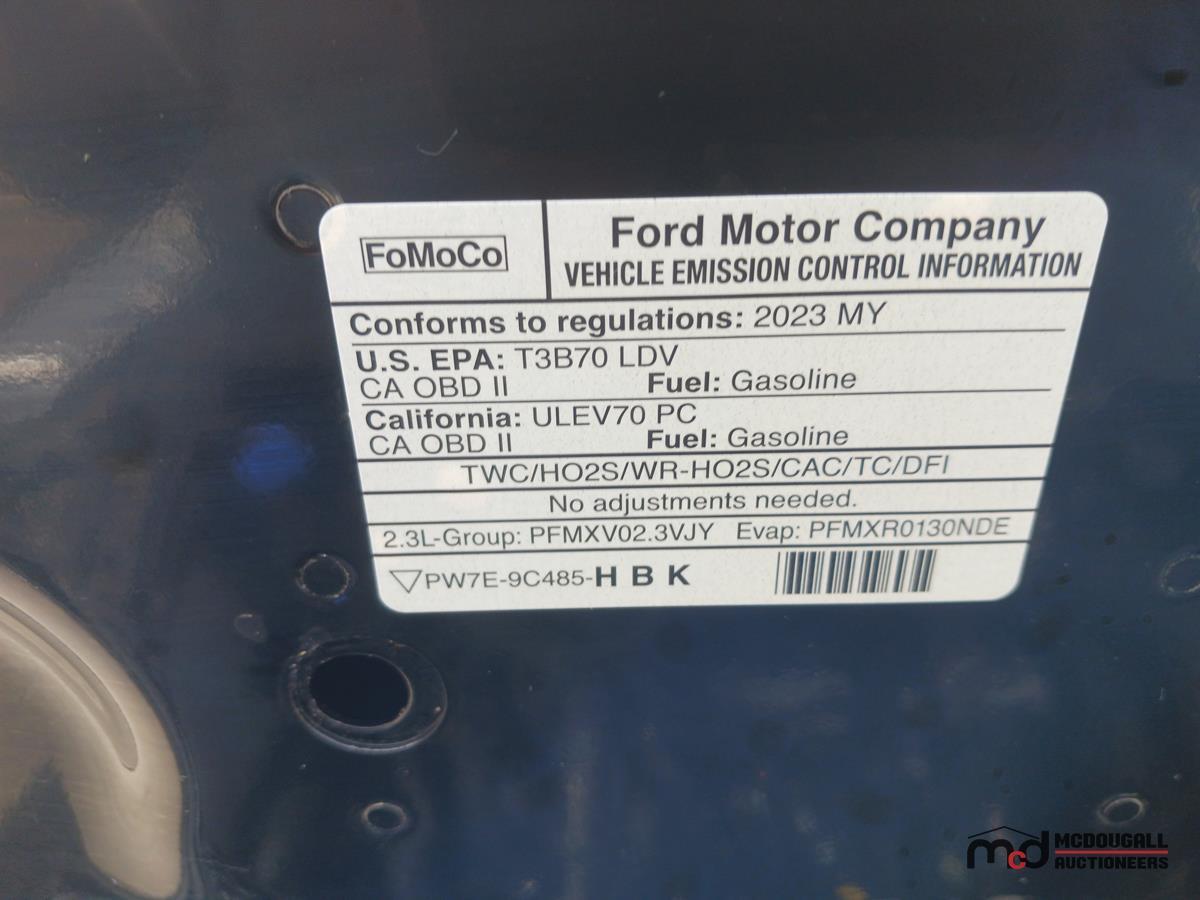 FoMoCo
Ford Motor Company
VEHICLE EMISSION CONTROL INFORMATION
Conforms to regulations: 2023 MY
U.S. EPA: T3B70 LDV
CA OBD II Fuel: Gasoline
California: ULEV70 PC
CA OBD II Fuel: Gasoline
TWC/HO2S/WR-HO2S/CAC/TC/DFI
No adjustments needed.
2.3L-Group: PFMXV02.3VJY Evap: PFMXR0130NDE
PW7E-9C485-H B K
mcd MCDOUGALL
AUCTIONEERS